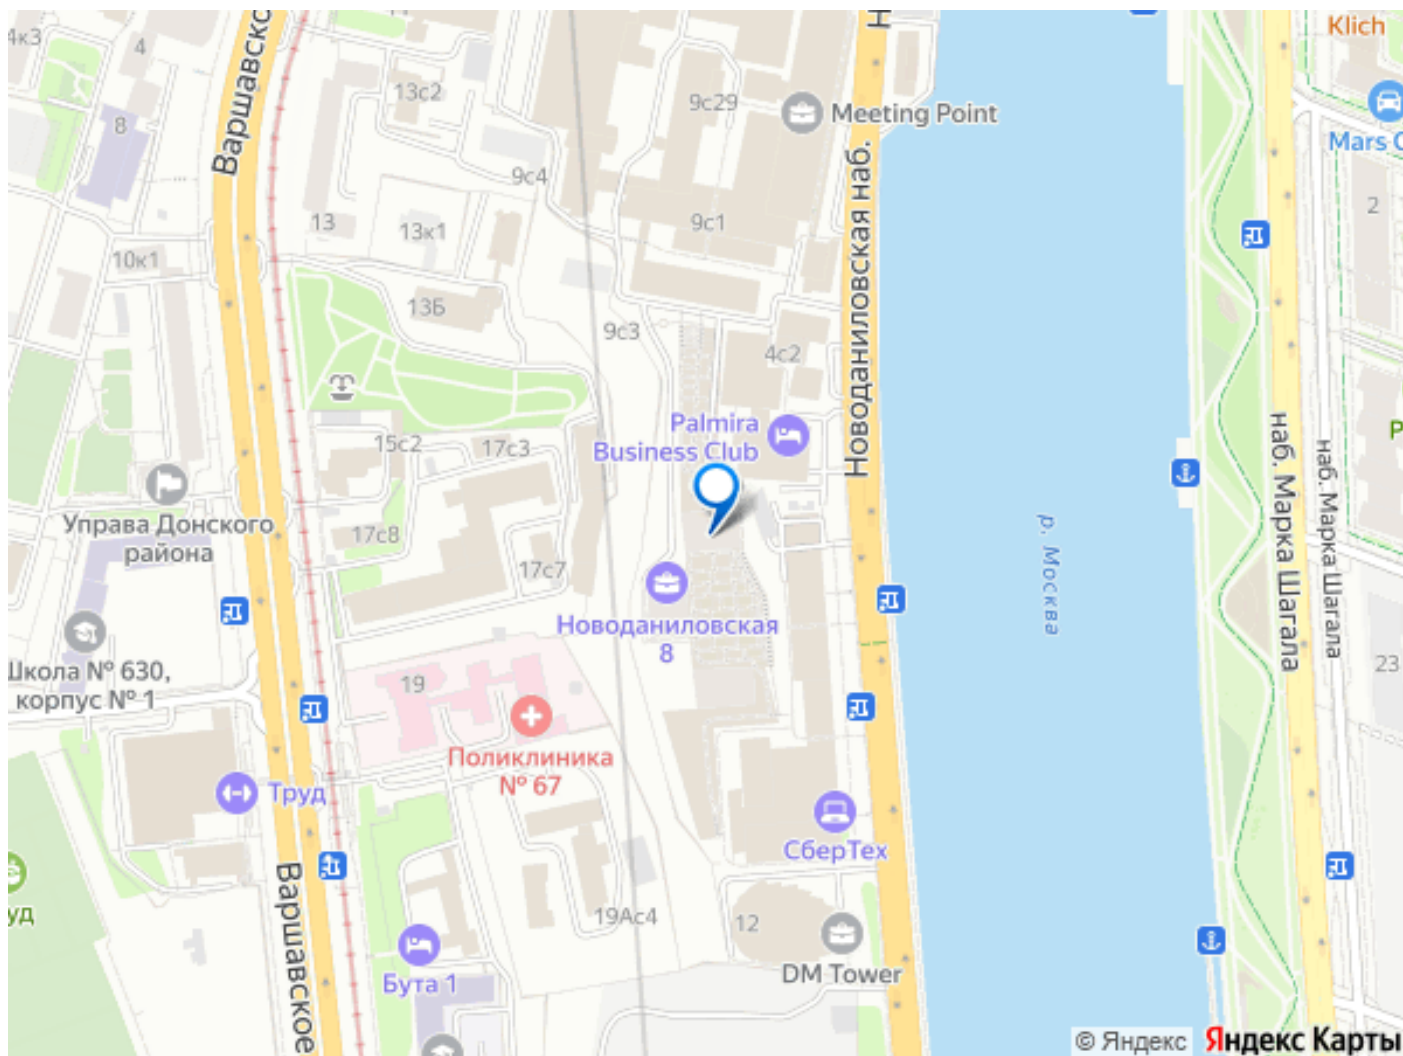 Klich
4к3
4
Варшавско
13с2
9с29
Н
Meeting Point
Mars C
8
9с4
2
13
13к1
9с1
10к1
13Б
9с3
4с2
Новоданиловская наб.
Palmira
Business Club
P
15с2
17с3
наб. Марка Шагала
наб. Марка Шагала
Управа Донского
района
17с8
17с7
р. Москва
Новоданиловская
8
Школа № 630,
корпус № 1
19
23
Поликлиника
№ 67
Труд
СберТех
Варшавское
уд
19Ас4
12
DM Tower
Бута 1
© Яндекс
Яндекс Карты